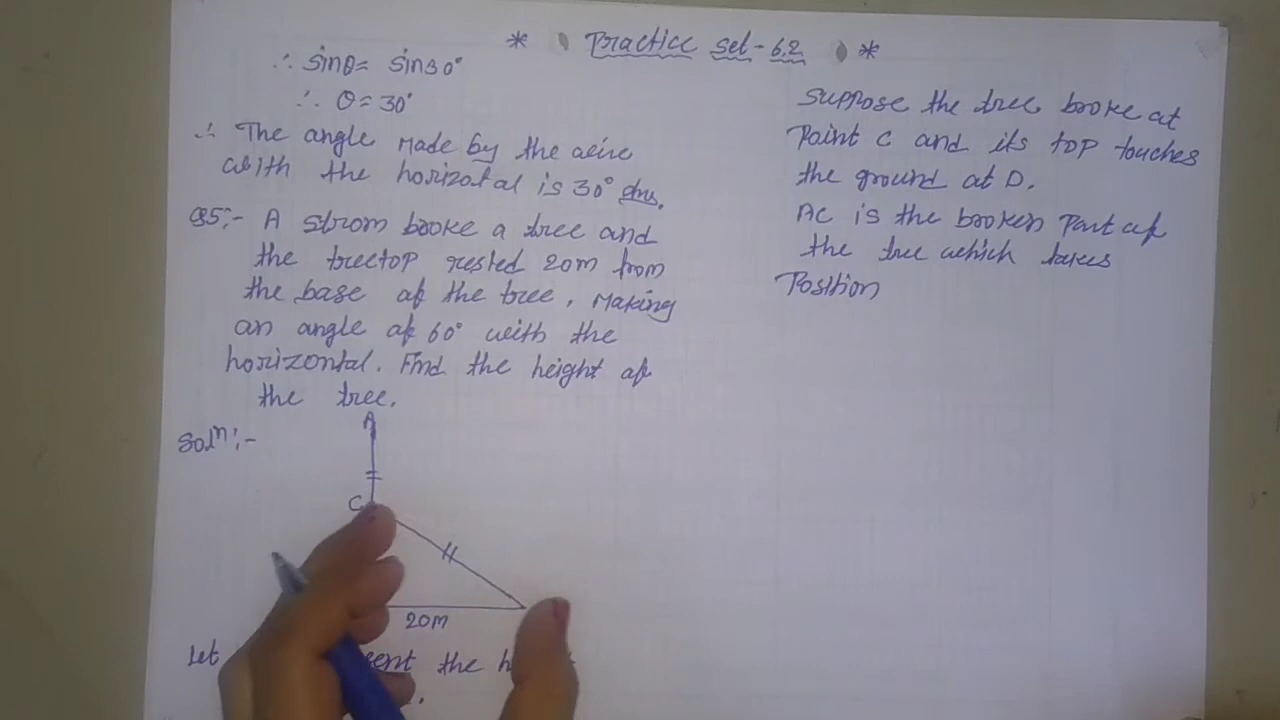 * Practice set-6.2 *
∴ sinθ= sin30°
∴ θ=30°
∴ The angle made by the wire
with the horizotal is 30° Ans.
Q5:- A strom broke a tree and
the treetop rested 20m from
the base of the tree, making
an angle of 60° with the
horizontal. Find the height of
the tree.
Solⁿ:-
A
C
20m
Let the
Suppose the tree broke at
Point C and its top touches
the ground at D.
AC is the broken part of
the tree which takes
Position